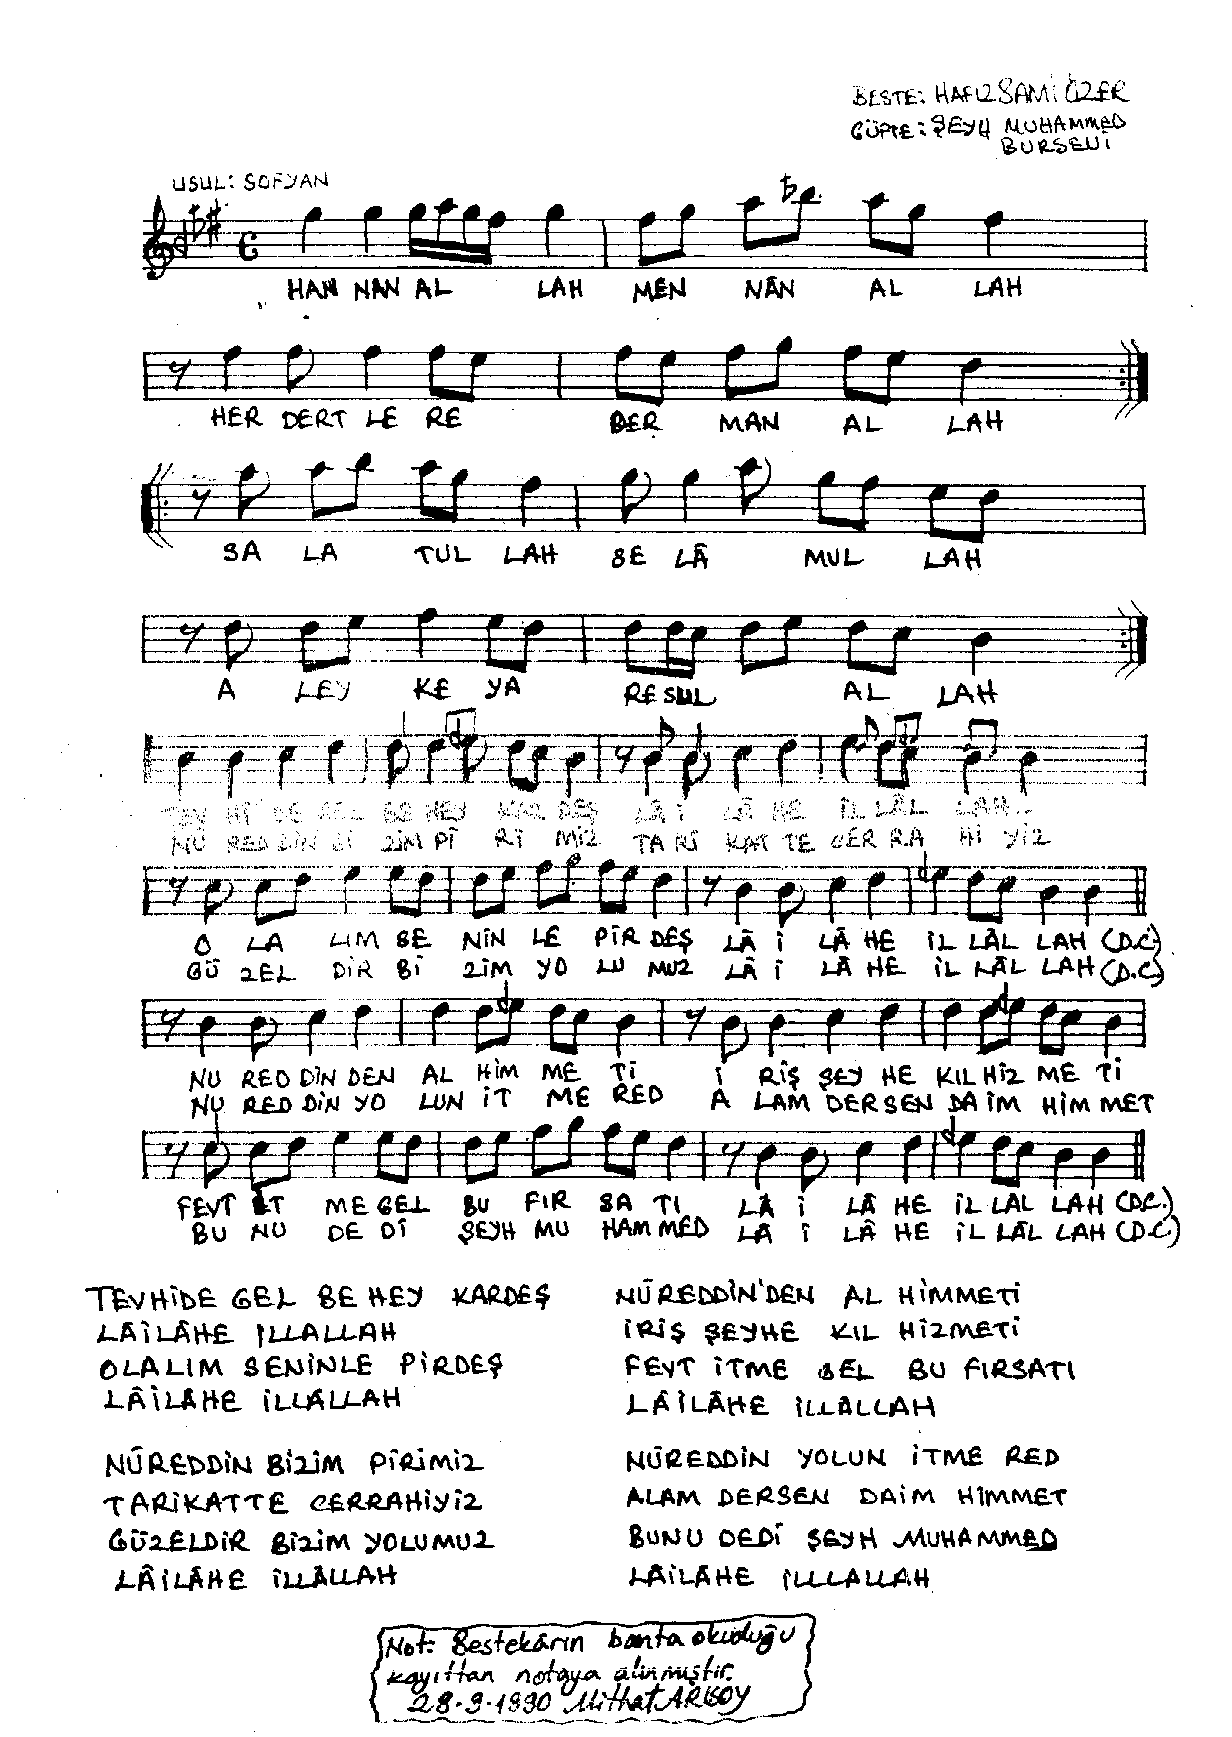 BESTE: HAFIZ SAMİ ÖZER
GÜFTE: ŞEYH MUHAMMED
BURSEVİ
USUL: SOFYAN
HAN NAN AL LAH MEN NÂN AL LAH
HER DERT LE RE DER MAN AL LAH
SA LA TUL LAH SE LÂ MUL LAH
A LEY KE YA RESUL AL LAH
TEV Hİ DE GEL BE HEY KAR DEŞ LÂ İ LÂ HE İL LÂL LAH
NU RED DİN Bİ ZİM PÎ Rİ MİZ TA Rİ KAT TE CER RA Hİ YİZ
O LA LIM SE NİN LE PİR DEŞ LÂ İ LÂ HE İL LÂL LAH (D.C)
GÜ ZEL DİR Bİ ZİM YO LU MUZ LÂ İ LÂ HE İL LÂL LAH (D.C)
NU RED DİN DEN AL HİM ME Tİ İ RİŞ ŞEY HE KIL HİZ ME Tİ
NU RED DİN YO LUN İT ME RED A LAM DER SEN DA İM HİM MET
FEVT ET ME GEL BU FIR SA TI LÂ İ LÂ HE İL LAL LAH (D.C.)
BU NU DE DÎ ŞEYH MU HAM MED LÂ İ LÂ HE İL LÂL LAH (D.C)
TEVHİDE GEL BE HEY KARDEŞ
LÂİLÂHE İLLALLAH
OLALIM SENİNLE PİRDEŞ
LÂİLÂHE İLLÂLLAH
NÛREDDİN BİZİM PİRİMİZ
TARİKATTE CERRAHİYİZ
GÜZELDİR BİZİM YOLUMUZ
LÂİLÂHE İLLÂLLAH
NÛREDDİN'DEN AL HİMMETİ
İRİŞ ŞEYHE KIL HİZMETİ
FEVT İTME GEL BU FIRSATI
LÂİLÂHE İLLÂLLAH
NÛREDDİN YOLUN İTME RED
ALAM DERSEN DAİM HİMMET
BUNU DEDİ ŞEYH MUHAMMED
LÂİLÂHE İLLLALLAH
Not: Bestekârın banta okuduğu
kayıttan notaya alınmıştır.
28.9.1990 Mithat ARISOY